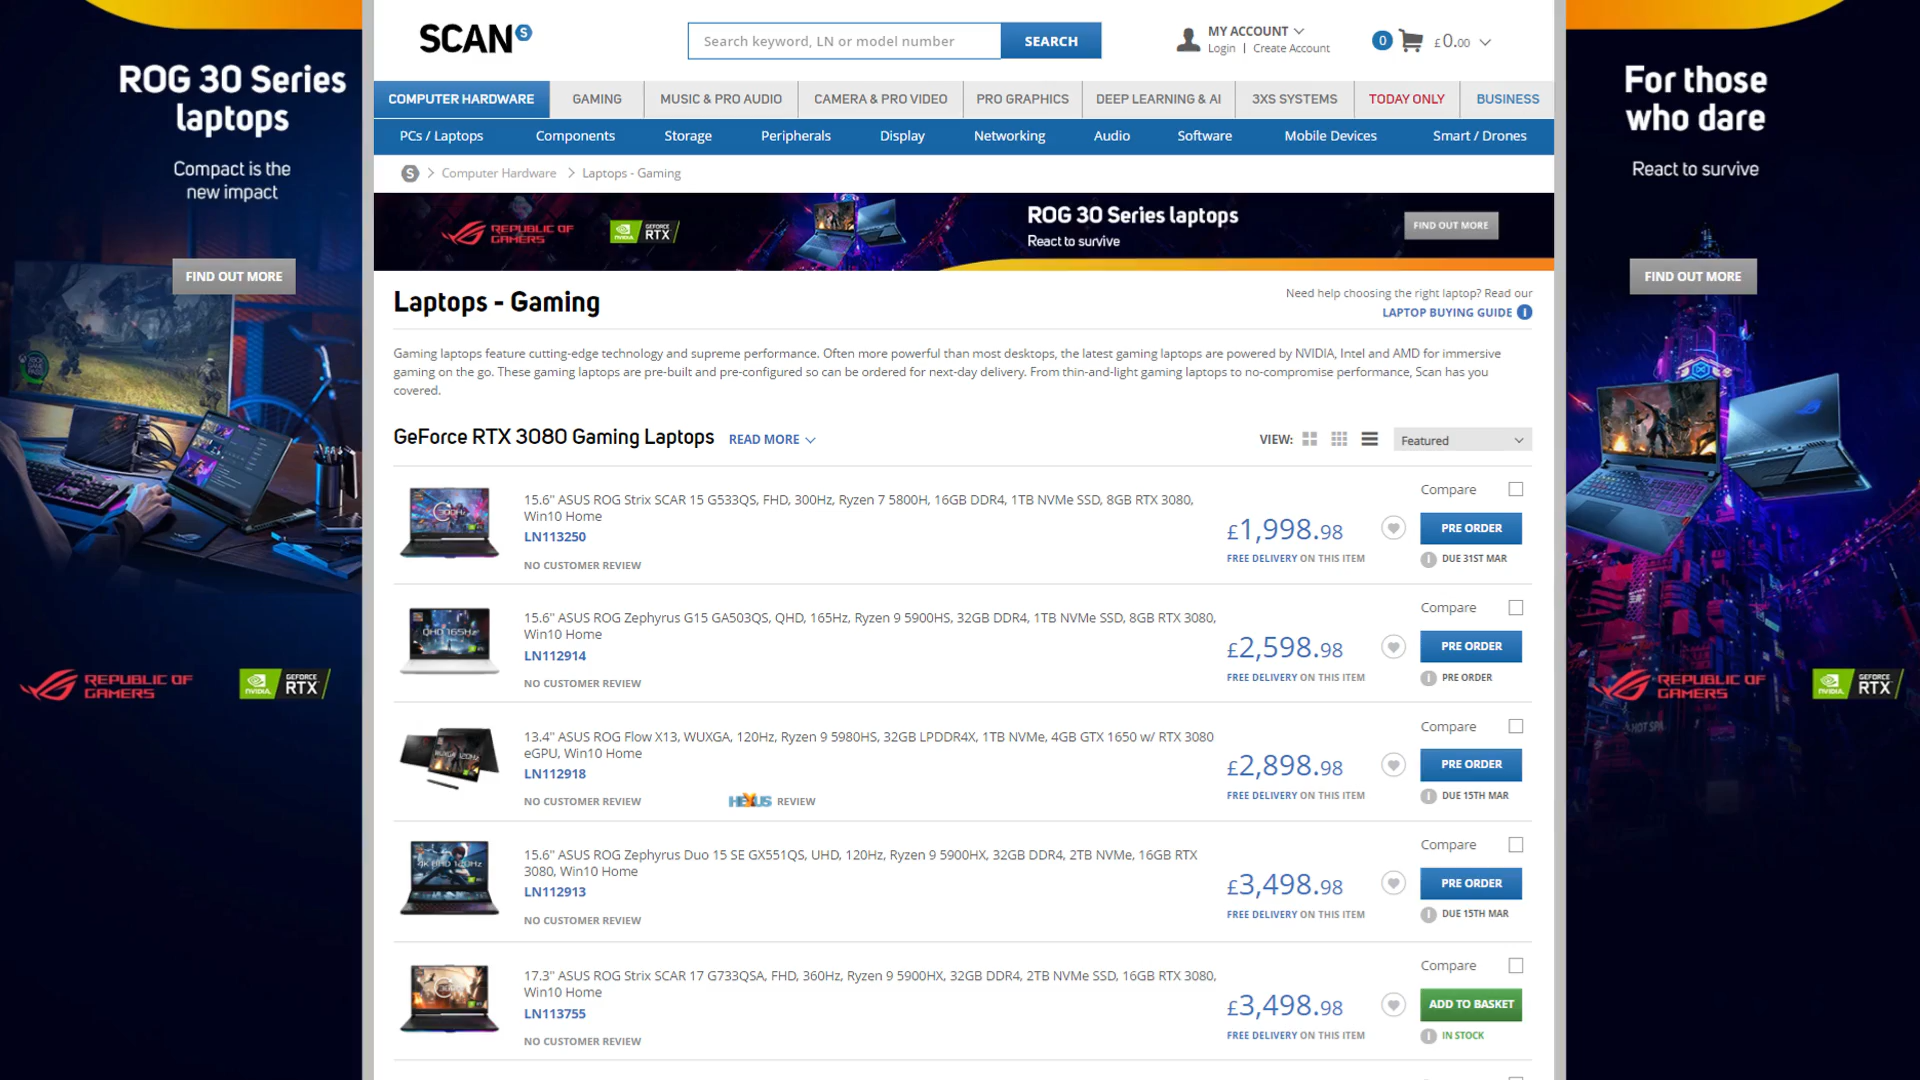 ROG 30 Series
laptops
Compact is the
new impact
FIND OUT MORE
REPUBLIC OF
GAMERS
NVIDIA.
GEFORCE
RTX
SCAN S
Search keyword, LN or model number
SEARCH
MY ACCOUNT
Login | Create Account
0
£0.00
COMPUTER HARDWARE
GAMING
MUSIC & PRO AUDIO
CAMERA & PRO VIDEO
PRO GRAPHICS
DEEP LEARNING & AI
3XS SYSTEMS
TODAY ONLY
BUSINESS
PCs / Laptops
Components
Storage
Peripherals
Display
Networking
Audio
Software
Mobile Devices
Smart / Drones
S > Computer Hardware > Laptops - Gaming
REPUBLIC OF
GAMERS
NVIDIA.
GEFORCE
RTX
ROG 30 Series laptops
React to survive
FIND OUT MORE
Laptops - Gaming
Need help choosing the right laptop? Read our
LAPTOP BUYING GUIDE
Gaming laptops feature cutting-edge technology and supreme performance. Often more powerful than most desktops, the latest gaming laptops are powered by NVIDIA, Intel and AMD for immersive
gaming on the go. These gaming laptops are pre-built and pre-configured so can be ordered for next-day delivery. From thin-and-light gaming laptops to no-compromise performance, Scan has you
covered.
GeForce RTX 3080 Gaming Laptops
READ MORE
VIEW:
Featured
15.6" ASUS ROG Strix SCAR 15 G533QS, FHD, 300Hz, Ryzen 7 5800H, 16GB DDR4, 1TB NVMe SSD, 8GB RTX 3080,
Win10 Home
LN113250
NO CUSTOMER REVIEW
£1,998.98
FREE DELIVERY ON THIS ITEM
Compare
PRE ORDER
DUE 31ST MAR
15.6" ASUS ROG Zephyrus G15 GA503QS, QHD, 165Hz, Ryzen 9 5900HS, 32GB DDR4, 1TB NVMe SSD, 8GB RTX 3080,
Win10 Home
LN112914
NO CUSTOMER REVIEW
£2,598.98
FREE DELIVERY ON THIS ITEM
Compare
PRE ORDER
PRE ORDER
13.4" ASUS ROG Flow X13, WUXGA, 120Hz, Ryzen 9 5980HS, 32GB LPDDR4X, 1TB NVMe, 4GB GTX 1650 w/ RTX 3080
eGPU, Win10 Home
LN112918
NO CUSTOMER REVIEW
HEXUS REVIEW
£2,898.98
FREE DELIVERY ON THIS ITEM
Compare
PRE ORDER
DUE 15TH MAR
15.6" ASUS ROG Zephyrus Duo 15 SE GX551QS, UHD, 120Hz, Ryzen 9 5900HX, 32GB DDR4, 2TB NVMe, 16GB RTX
3080, Win10 Home
LN112913
NO CUSTOMER REVIEW
£3,498.98
FREE DELIVERY ON THIS ITEM
Compare
PRE ORDER
DUE 15TH MAR
17.3" ASUS ROG Strix SCAR 17 G733QSA, FHD, 360Hz, Ryzen 9 5900HX, 32GB DDR4, 2TB NVMe SSD, 16GB RTX 3080,
Win10 Home
LN113755
NO CUSTOMER REVIEW
£3,498.98
FREE DELIVERY ON THIS ITEM
Compare
ADD TO BASKET
IN STOCK
For those
who dare
React to survive
FIND OUT MORE
REPUBLIC OF
GAMERS
NVIDIA.
GEFORCE
RTX